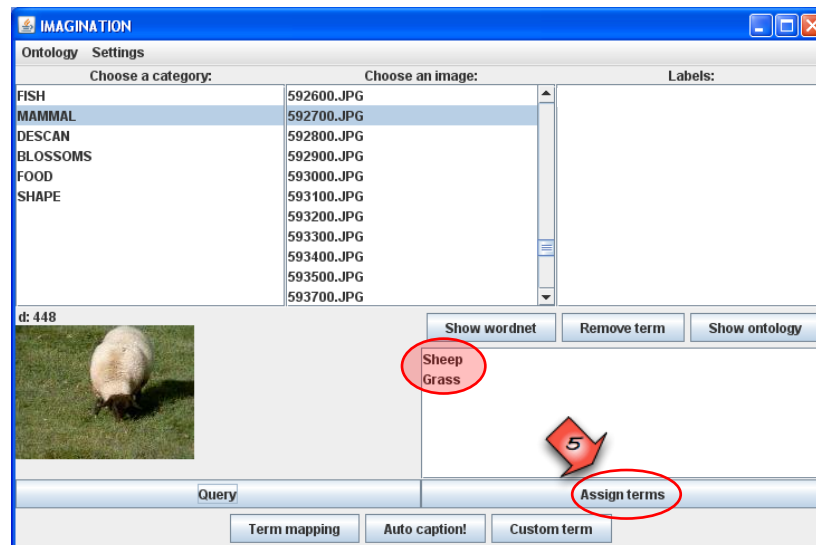 IMAGINATION
Ontology Settings
Choose a category:
Choose an image:
Labels:
FISH
MAMMAL
DESCAN
BLOSSOMS
FOOD
SHAPE
592600.JPG
592700.JPG
592800.JPG
592900.JPG
593000.JPG
593100.JPG
593200.JPG
593300.JPG
593400.JPG
593500.JPG
593700.JPG
d: 448
Show wordnet
Remove term
Show ontology
Sheep
Grass
5
Query
Assign terms
Term mapping
Auto caption!
Custom term